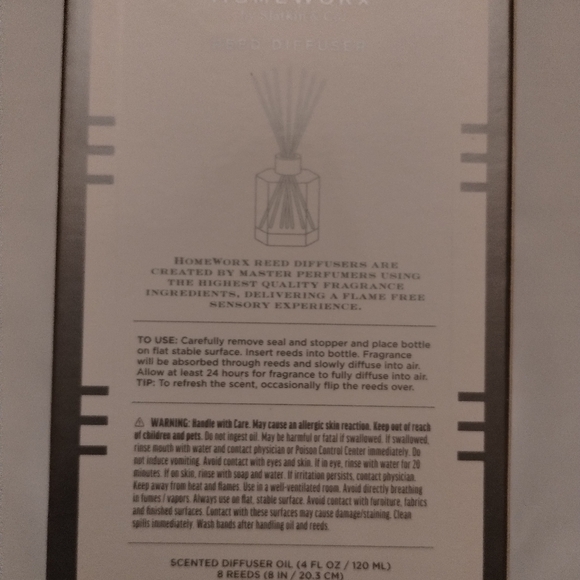 HOMEWORX
REED DIFFUSER
HOMEWORX REED DIFFUSERS ARE
CREATED BY MASTER PERFUMERS USING
THE HIGHEST QUALITY FRAGRANCE
INGREDIENTS, DELIVERING A FLAME FREE
SENSORY EXPERIENCE.
TO USE: Carefully remove seal and stopper and place bottle
on flat stable surface. Insert reeds into bottle. Fragrance
will be absorbed through reeds and slowly diffuse into air.
Allow at least 24 hours for fragrance to fully diffuse into air.
TIP: To refresh the scent, occasionally flip the reeds over.
⚠ WARNING: Handle with Care. May cause an allergic skin reaction. Keep out of reach
of children and pets. Do not ingest oil. May be harmful or fatal if swallowed. If swallowed,
rinse mouth with water and contact physician or Poison Control Center immediately. Do
not induce vomiting. Avoid contact with eyes and skin. If in eye, rinse with water for 20
minutes. If on skin, rinse with soap and water. If irritation persists, contact physician.
Keep away from heat and flames. Use in a well-ventilated room. Avoid directly breathing
in fumes / vapors. Always use on flat, stable surface. Avoid contact with furniture, fabrics
and finished surfaces. Contact with these surfaces may cause damage/staining. Clean
spills immediately. Wash hands after handling oil and reeds.
SCENTED DIFFUSER OIL (4 FL OZ / 120 ML)
8 REEDS (8 IN / 20.3 CM)